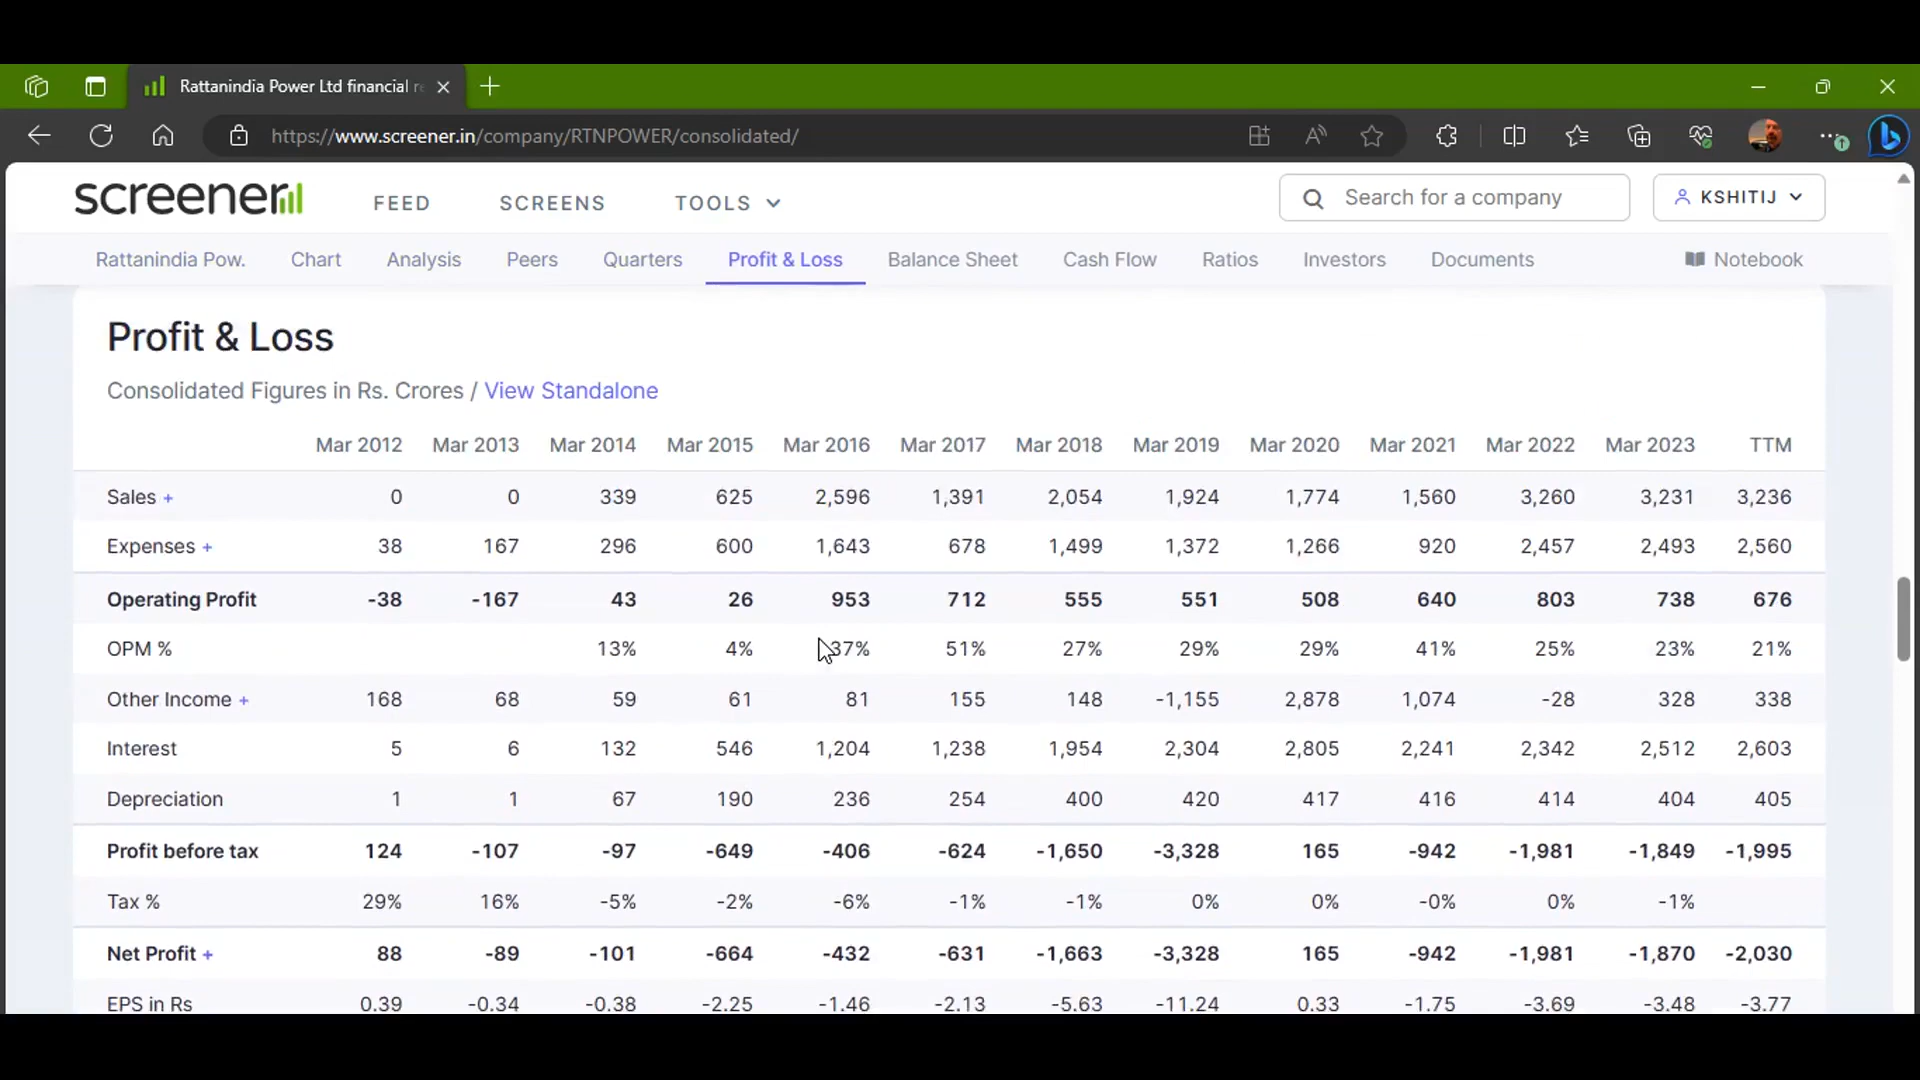 Rattanindia Power Ltd financial re
https://www.screener.in/company/RTNPOWER/consolidated/
screener FEED SCREENS TOOLS Search for a company KSHITIJ
Rattanindia Pow. Chart Analysis Peers Quarters Profit & Loss Balance Sheet Cash Flow Ratios Investors Documents Notebook
Profit & Loss
Consolidated Figures in Rs. Crores / View Standalone
Mar 2012 Mar 2013 Mar 2014 Mar 2015 Mar 2016 Mar 2017 Mar 2018 Mar 2019 Mar 2020 Mar 2021 Mar 2022 Mar 2023 TTM
Sales + 0 0 339 625 2,596 1,391 2,054 1,924 1,774 1,560 3,260 3,231 3,236
Expenses + 38 167 296 600 1,643 678 1,499 1,372 1,266 920 2,457 2,493 2,560
Operating Profit -38 -167 43 26 953 712 555 551 508 640 803 738 676
OPM % 13% 4% 37% 51% 27% 29% 29% 41% 25% 23% 21%
Other Income + 168 68 59 61 81 155 148 -1,155 2,878 1,074 -28 328 338
Interest 5 6 132 546 1,204 1,238 1,954 2,304 2,805 2,241 2,342 2,512 2,603
Depreciation 1 1 67 190 236 254 400 420 417 416 414 404 405
Profit before tax 124 -107 -97 -649 -406 -624 -1,650 -3,328 165 -942 -1,981 -1,849 -1,995
Tax % 29% 16% -5% -2% -6% -1% -1% 0% 0% -0% 0% -1%
Net Profit + 88 -89 -101 -664 -432 -631 -1,663 -3,328 165 -942 -1,981 -1,870 -2,030
EPS in Rs 0.39 -0.34 -0.38 -2.25 -1.46 -2.13 -5.63 -11.24 0.33 -1.75 -3.69 -3.48 -3.77